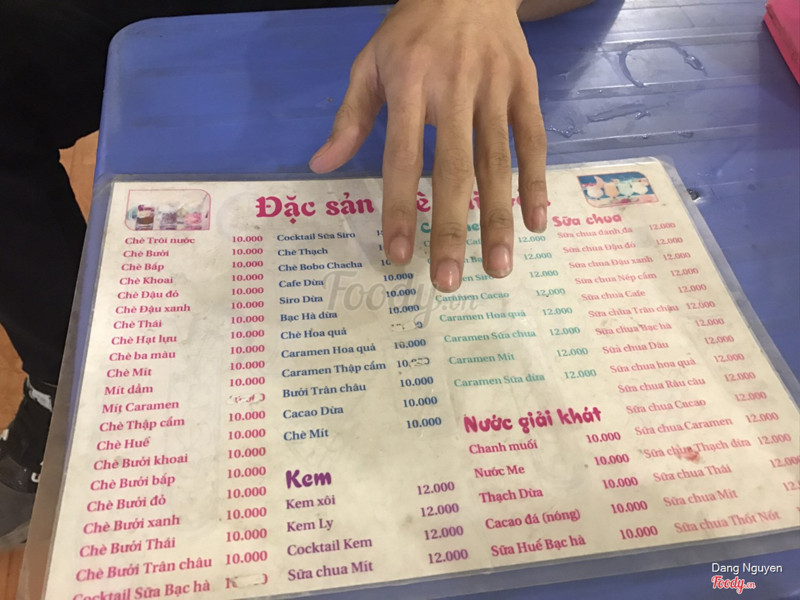 Đặc sản
Chè Trôi nước 10.000
Chè Bưởi 10.000
Chè Bắp 10.000
Chè Khoai 10.000
Chè Đậu đỏ 10.000
Chè Đậu xanh 10.000
Chè Thái 10.000
Chè Hạt lựu 10.000
Chè ba màu 10.000
Chè Mít 10.000
Mít dầm 10.000
Mít Caramen
Chè Thập cẩm 10.000
Chè Huế 10.000
Chè Bưởi khoai 10.000
Chè Bưởi bắp 10.000
Chè Bưởi đỏ 10.000
Chè Bưởi xanh 10.000
Chè Bưởi Thái 10.000
Chè Bưởi Trân châu 10.000
Cocktail Sữa Bạc hà
Cocktail Sữa Siro
Chè Thạch
Chè Bobo Chacha
Cafe Dừa 10.000
Siro Dừa 10.000
Bạc Hà dừa 10.000
Chè Hoa quả
Caramen Hoa quả 10.000
Caramen Thập cẩm
Bưởi Trân châu 10.000
Cacao Dừa 10.000
Chè Mít 10.000
Kem
Kem xôi 12.000
Kem Ly 12.000
Cocktail Kem 12.000
Sữa chua Mít 12.000
12.000
12.000
12.000
Caramen Cacao 12.000
Caramen Hoa quả 12.000
Caramen Sữa chua 12.000
Caramen Mít 12.000
Caramen Sữa dừa 12.000
Nước giải khát
Chanh muối 10.000
Nước Me 10.000
Thạch Dừa 10.000
Cacao đá (nóng) 10.000
Sữa Huế Bạc hà 10.000
Sữa chua
Sữa chua đánh đá 12.000
Sữa chua Đậu đỏ 12.000
Sữa chua Đậu xanh 12.000
Sữa chua Nếp cẩm 12.000
Sữa chua Cafe 12.000
Sữa chua Trân châu 12.000
Sữa chua Bạc hà 12.000
Sữa chua Dâu 12.000
Sữa chua hoa quả 12.000
Sữa chua Rau câu 12.000
Sữa chua Cacao 12.000
Sữa chua Caramen 12.000
Sữa chua Thạch dừa 12.000
Sữa chua Thái 12.000
Sữa chua Mít 12.000
Sữa chua Thốt Nốt 12.000
Foody.vn
Dang Nguyen
Foody.vn